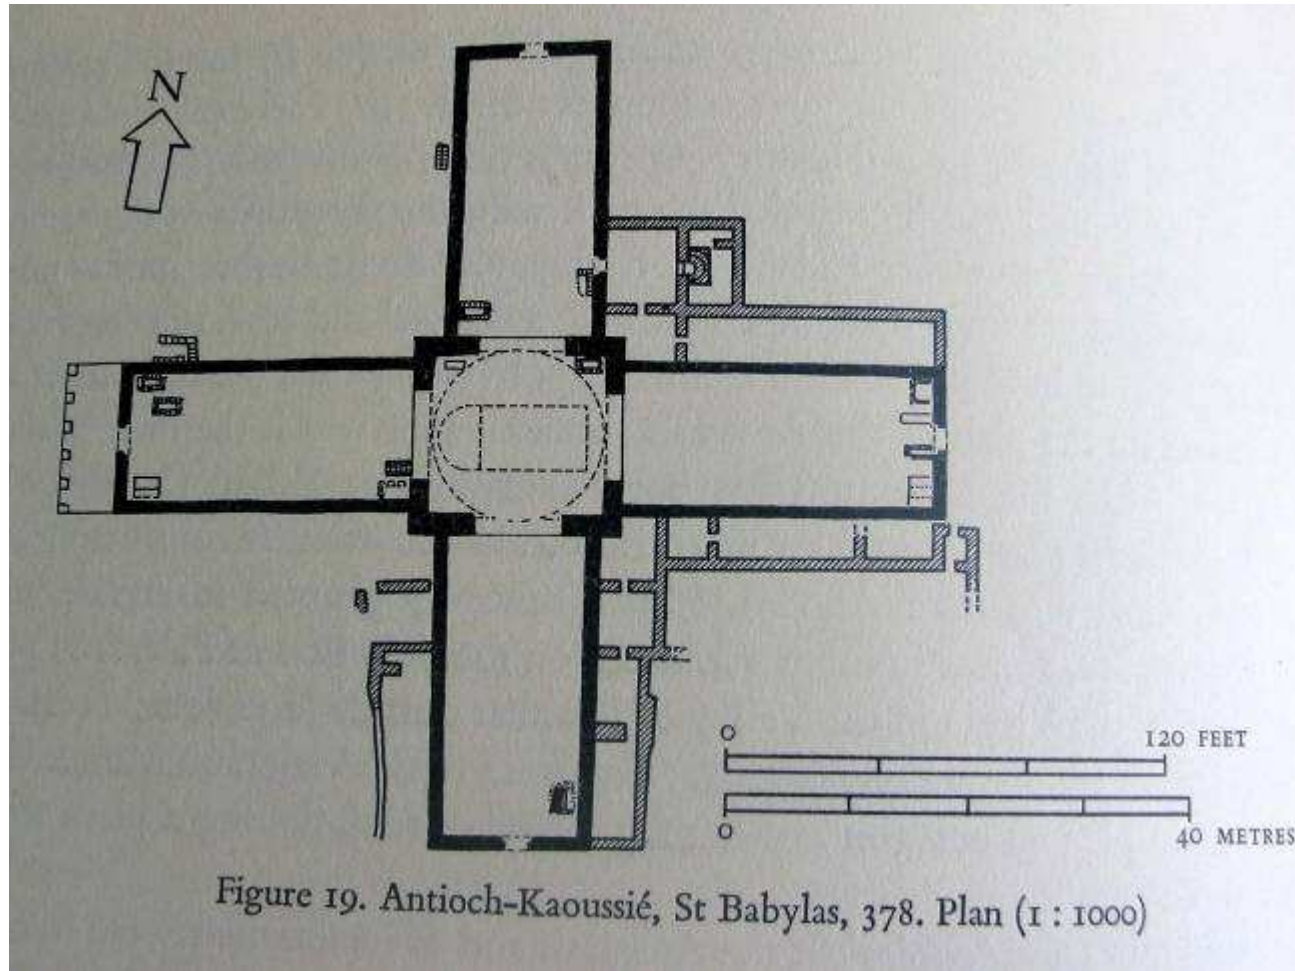 N
0
120 FEET
0
40 METRES
Figure 19. Antioch-Kaoussié, St Babylas, 378. Plan (1 : 1000)